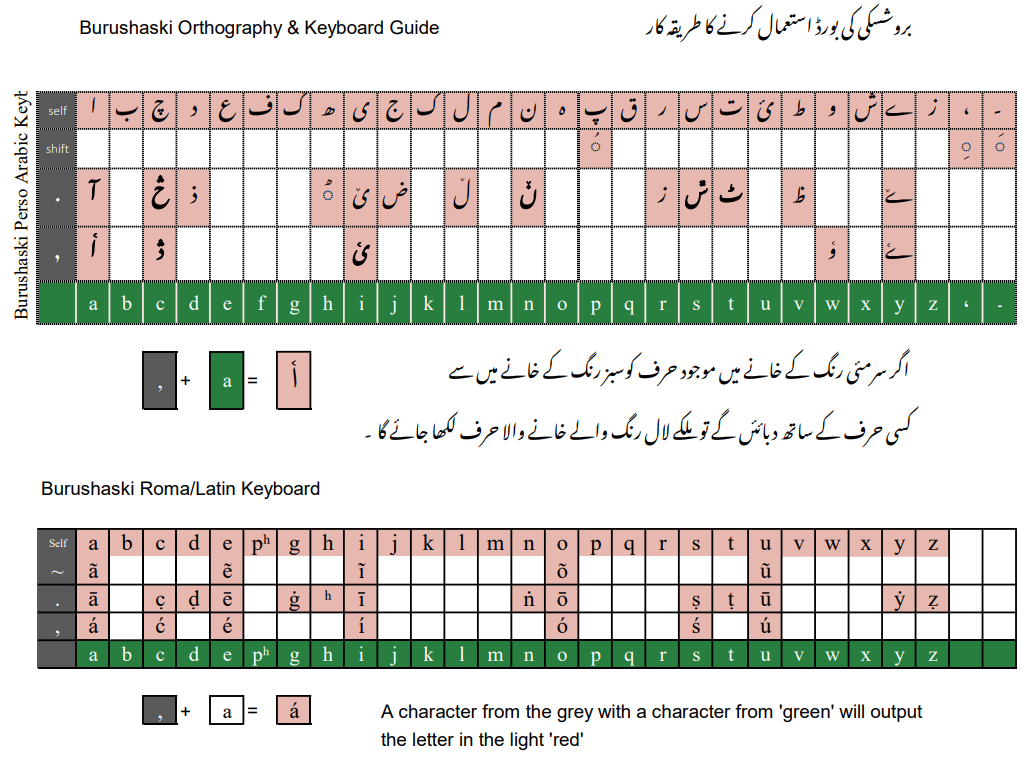 Burushaski Orthography & Keyboard Guide
بروشسکی کی بورڈ استعمال کرنے کا طریقہ کار
Burushaski Perso Arabic Keyt
self ا ب چ د ع ف گ ھ ی ج ک ل م ن ہ پ ق ر س ت ئ ط و ش ے ز ، ۔
shift
. آ ذ ض ز ٹ ظ
, أ
a b c d e f g h i j k l m n o p q r s t u v w x y z ، -
, + a = أ
اگر سرمئی رنگ کے خانے میں موجود حرف کو سبز رنگ کے خانے میں سے
کسی حرف کے ساتھ دبائیں گے تو ہلکے لال رنگ والے خانے والا حرف لکھا جائے گا ۔
Burushaski Roma/Latin Keyboard
Self a b c d e pʰ g h i j k l m n o p q r s t u v w x y z
~ ã ẽ ĩ õ ũ
. ā c̣ ḍ ē ġ ʰ ī ṅ ō ṣ ṭ ū ẏ ẓ
, á ć é í ó ś ú
a b c d e pʰ g h i j k l m n o p q r s t u v w x y z
, + a = á
A character from the grey with a character from 'green' will output
the letter in the light 'red'